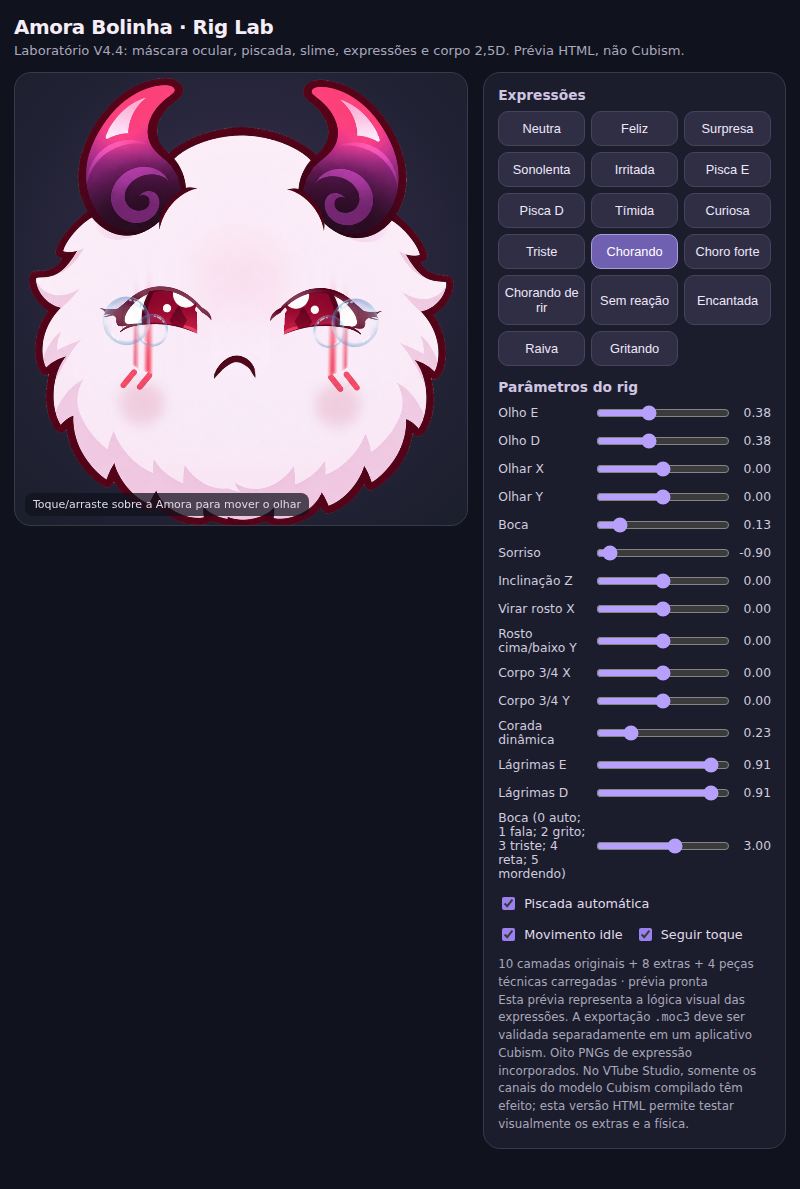 Amora Bolinha · Rig Lab
Laboratório V4.4: máscara ocular, piscada, slime, expressões e corpo 2,5D. Prévia HTML, não Cubism.
Toque/arraste sobre a Amora para mover o olhar
Expressões
Neutra
Feliz
Surpresa
Sonolenta
Irritada
Pisca E
Pisca D
Tímida
Curiosa
Triste
Chorando
Choro forte
Chorando de
rir
Sem reação
Encantada
Raiva
Gritando
Parâmetros do rig
Olho E 0.38
Olho D 0.38
Olhar X 0.00
Olhar Y 0.00
Boca 0.13
Sorriso -0.90
Inclinação Z 0.00
Virar rosto X 0.00
Rosto
cima/baixo Y 0.00
Corpo 3/4 X 0.00
Corpo 3/4 Y 0.00
Corada
dinâmica 0.23
Lágrimas E 0.91
Lágrimas D 0.91
Boca (0 auto;
1 fala; 2 grito;
3 triste; 4 3.00
reta; 5
mordendo)
Piscada automática
Movimento idle Seguir toque
10 camadas originais + 8 extras + 4 peças
técnicas carregadas · prévia pronta
Esta prévia representa a lógica visual das
expressões. A exportação .moc3 deve ser
validada separadamente em um aplicativo
Cubism. Oito PNGs de expressão
incorporados. No VTube Studio, somente os
canais do modelo Cubism compilado têm
efeito; esta versão HTML permite testar
visualmente os extras e a física.